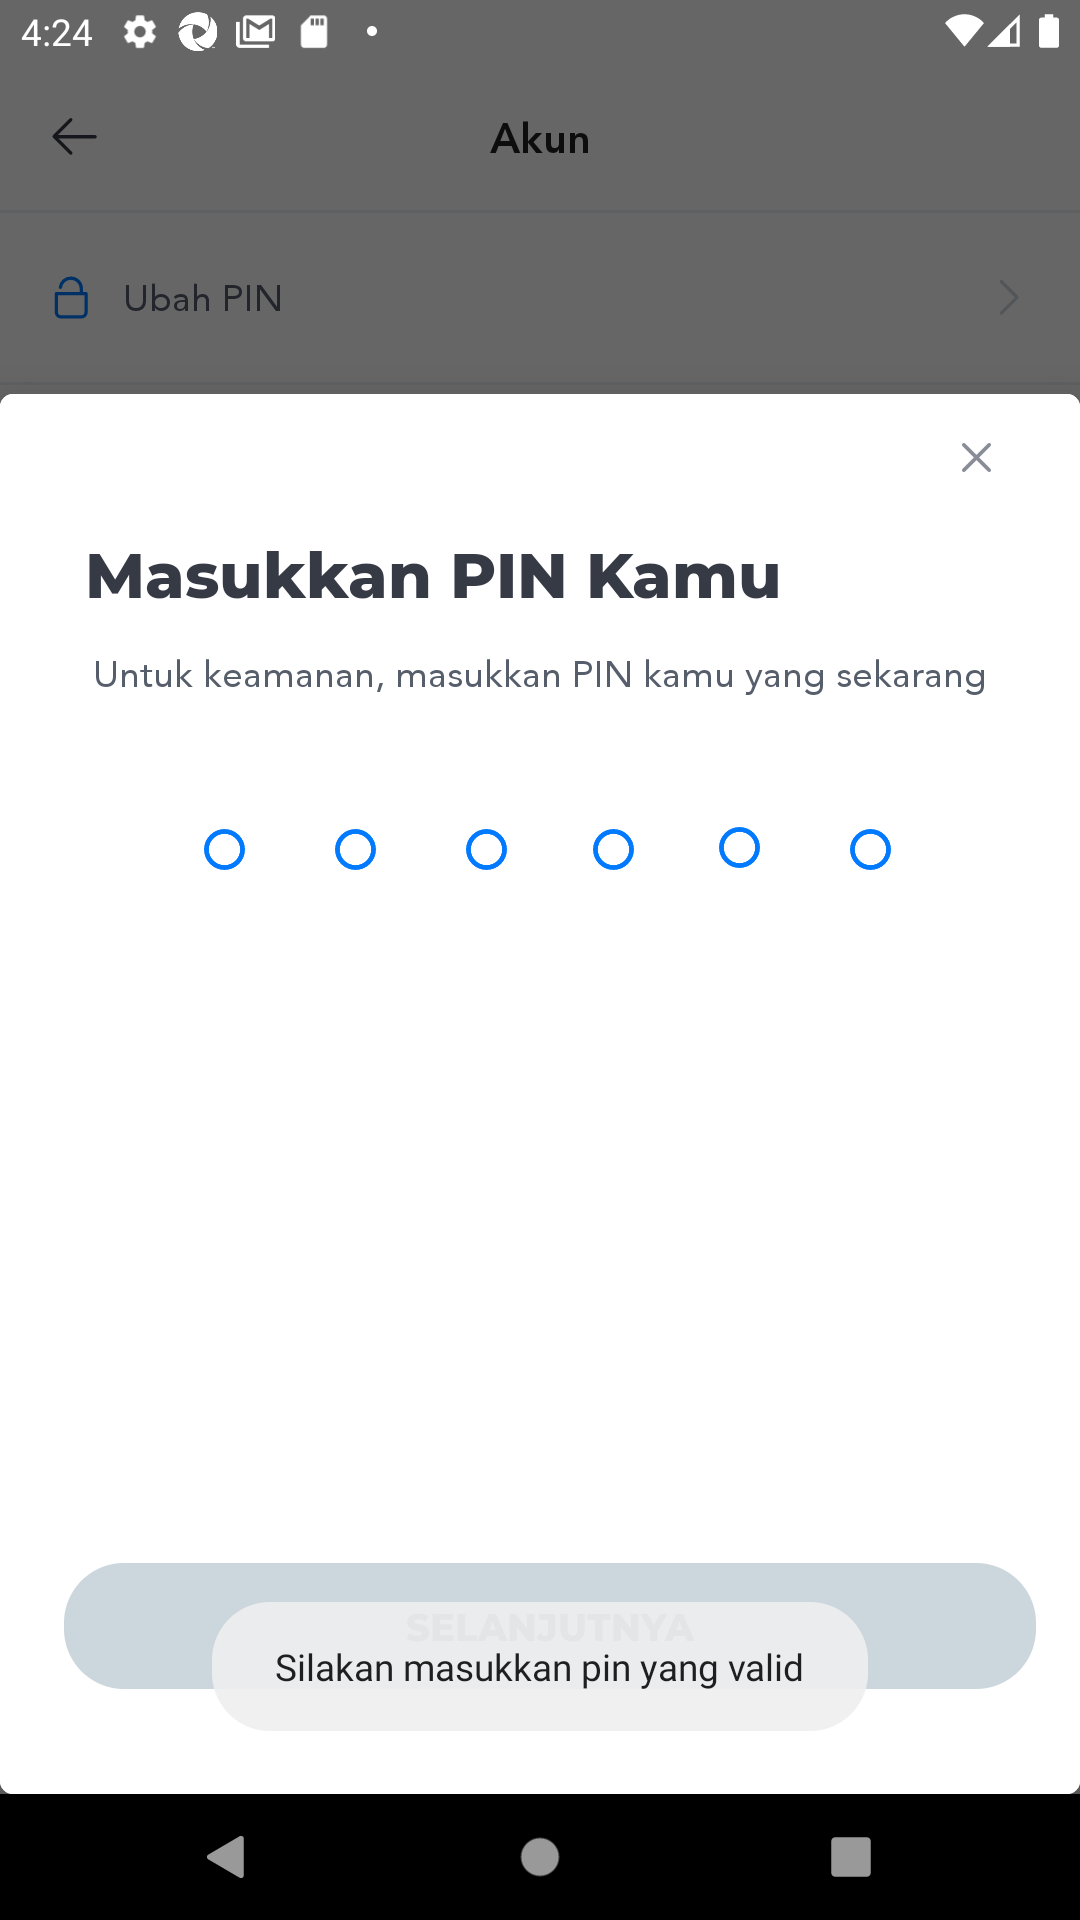 4:24
Akun
Ubah PIN
Masukkan PIN Kamu
Untuk keamanan, masukkan PIN kamu yang sekarang
SELANJUTNYA
Silakan masukkan pin yang valid